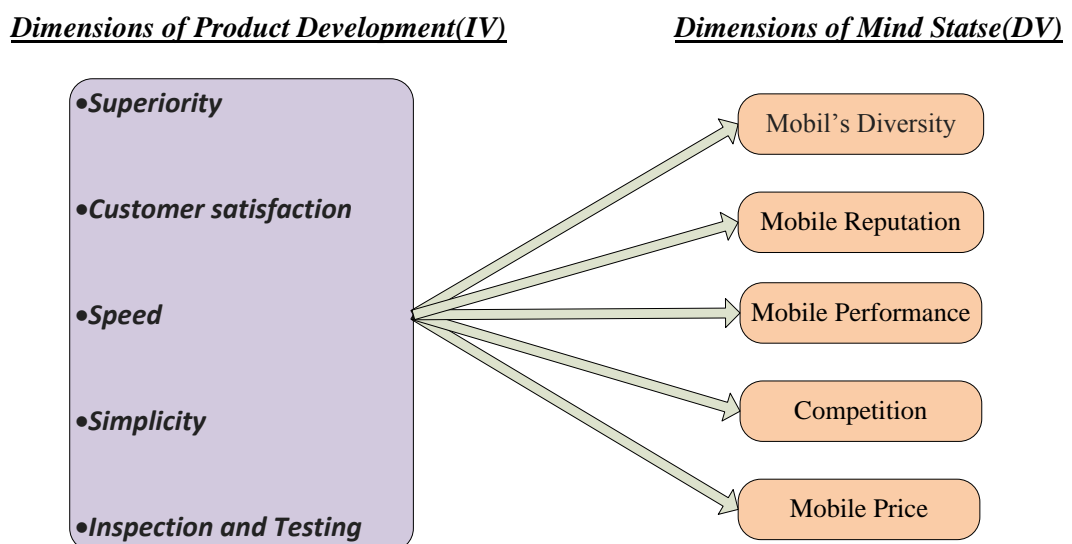 Dimensions of Product Development(IV)
Dimensions of Mind Statse(DV)
•Superiority
•Customer satisfaction
•Speed
•Simplicity
•Inspection and Testing
Mobil’s Diversity
Mobile Reputation
Mobile Performance
Competition
Mobile Price